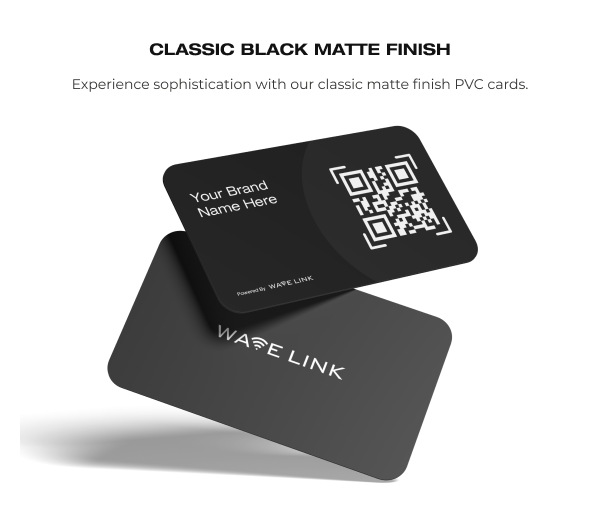 CLASSIC BLACK MATTE FINISH
Experience sophistication with our classic matte finish PVC cards.
Your Brand
Name Here
Powered By WAVE LINK
WAVE LINK